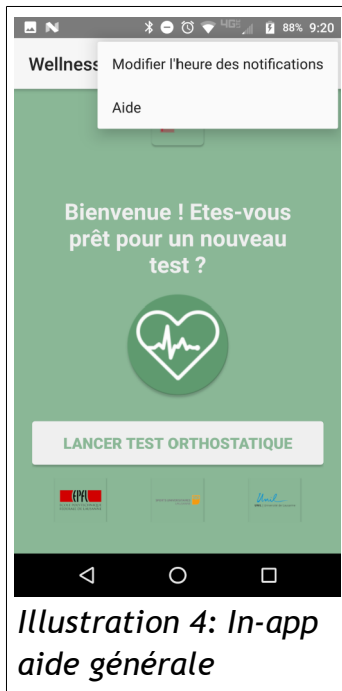 88% 9:20
Wellness
Modifier l'heure des notifications
Aide
Bienvenue ! Etes-vous
prêt pour un nouveau
test ?
LANCER TEST ORTHOSTATIQUE
EPFL
Unil
Illustration 4: In-app
aide générale